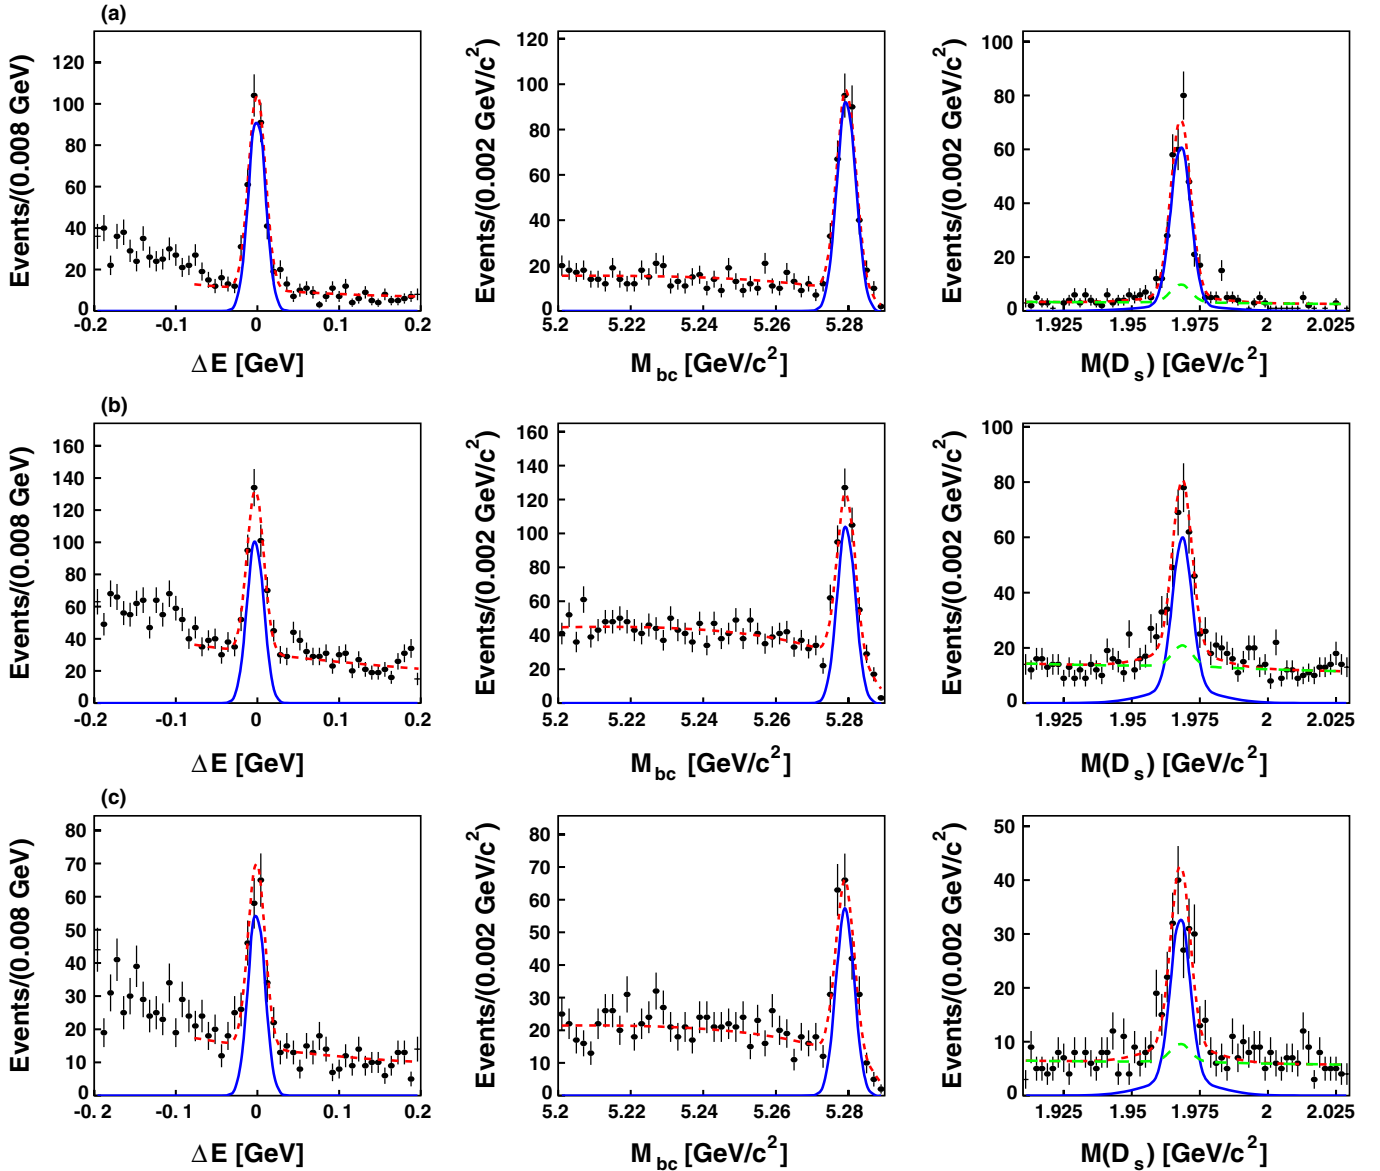 (a)
Events/(0.008 GeV)
120
100
80
60
40
20
0
-0.2 -0.1 0 0.1 0.2
ΔE [GeV]
Events/(0.002 GeV/c²)
120
100
80
60
40
20
0
5.2 5.22 5.24 5.26 5.28
M_bc [GeV/c²]
Events/(0.002 GeV/c²)
100
80
60
40
20
0
1.925 1.95 1.975 2 2.025
M(D_s) [GeV/c²]
(b)
Events/(0.008 GeV)
160
140
120
100
80
60
40
20
0
-0.2 -0.1 0 0.1 0.2
ΔE [GeV]
Events/(0.002 GeV/c²)
160
140
120
100
80
60
40
20
0
5.2 5.22 5.24 5.26 5.28
M_bc [GeV/c²]
Events/(0.002 GeV/c²)
100
80
60
40
20
0
1.925 1.95 1.975 2 2.025
M(D_s) [GeV/c²]
(c)
Events/(0.008 GeV)
80
70
60
50
40
30
20
10
0
-0.2 -0.1 0 0.1 0.2
ΔE [GeV]
Events/(0.002 GeV/c²)
80
70
60
50
40
30
20
10
0
5.2 5.22 5.24 5.26 5.28
M_bc [GeV/c²]
Events/(0.002 GeV/c²)
50
40
30
20
10
0
1.925 1.95 1.975 2 2.025
M(D_s) [GeV/c²]